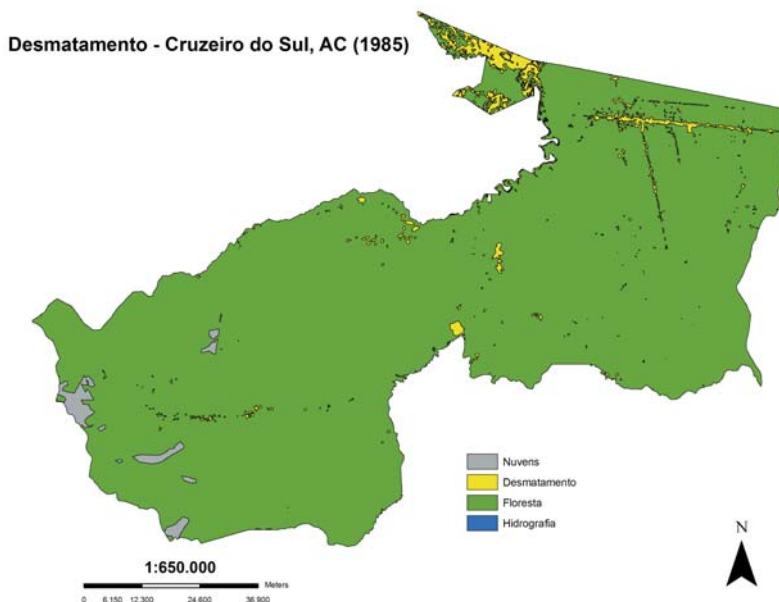 Desmatamento - Cruzeiro do Sul, AC (1985)
Nuvens
Desmatamento
Floresta
Hidrografia
N
1:650.000
Meters
0 6.150 12.300 24.600 36.900